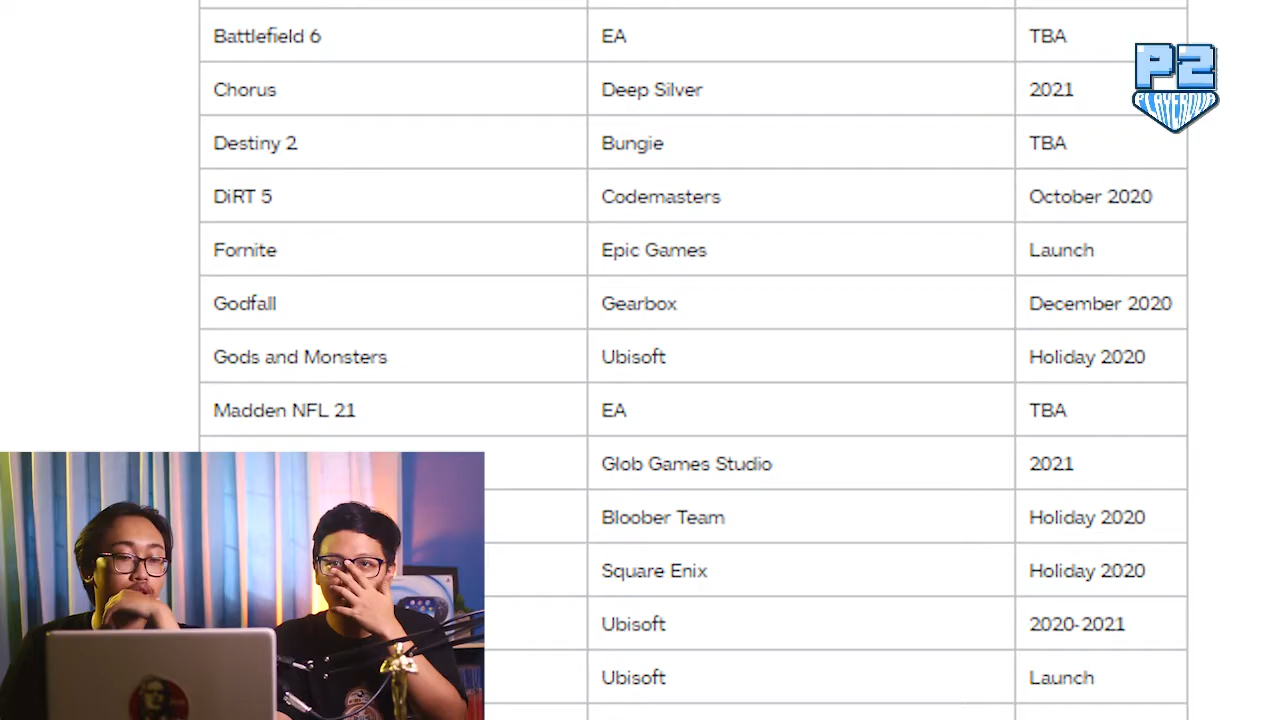 Battlefield 6 EA TBA
Chorus Deep Silver 2021
Destiny 2 Bungie TBA
DiRT 5 Codemasters October 2020
Fornite Epic Games Launch
Godfall Gearbox December 2020
Gods and Monsters Ubisoft Holiday 2020
Madden NFL 21 EA TBA
Glob Games Studio 2021
Bloober Team Holiday 2020
Square Enix Holiday 2020
Ubisoft 2020-2021
Ubisoft Launch
P2